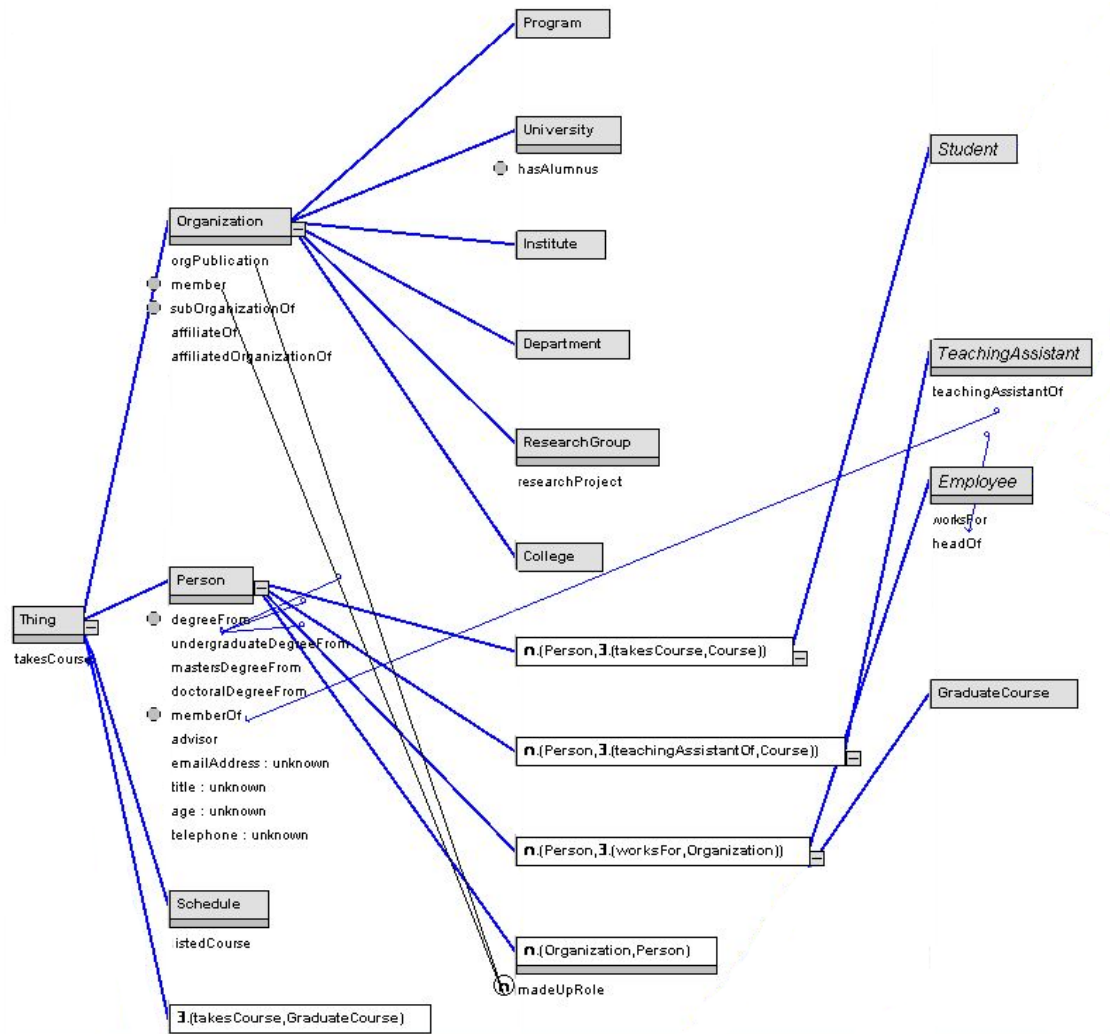 Program
University
hasAlumnus
Student
Organization
orgPublication
member
subOrganizationOf
affiliateOf
affiliatedOrganizationOf
Institute
Department
TeachingAssistant
teachingAssistantOf
ResearchGroup
researchProject
Employee
worksFor
headOf
College
Person
degreeFrom
undergraduateDegreeFrom
mastersDegreeFrom
doctoralDegreeFrom
memberOf
advisor
emailAddress : unknown
title : unknown
age : unknown
telephone : unknown
Thing
takesCourse
n.(Person,∃.(takesCourse,Course))
GraduateCourse
n.(Person,∃.(teachingAssistantOf,Course))
n.(Person,∃.(worksFor,Organization))
Schedule
listedCourse
n.(Organization,Person)
n madeUpRole
∃.(takesCourse,GraduateCourse)